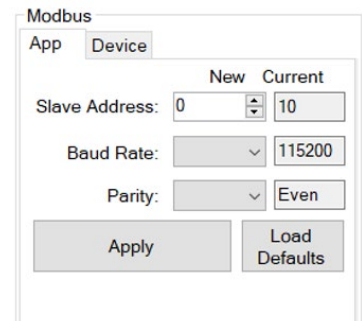 Modbus
App Device
New Current
Slave Address: 0 10
Baud Rate: 115200
Parity: Even
Apply
Load
Defaults